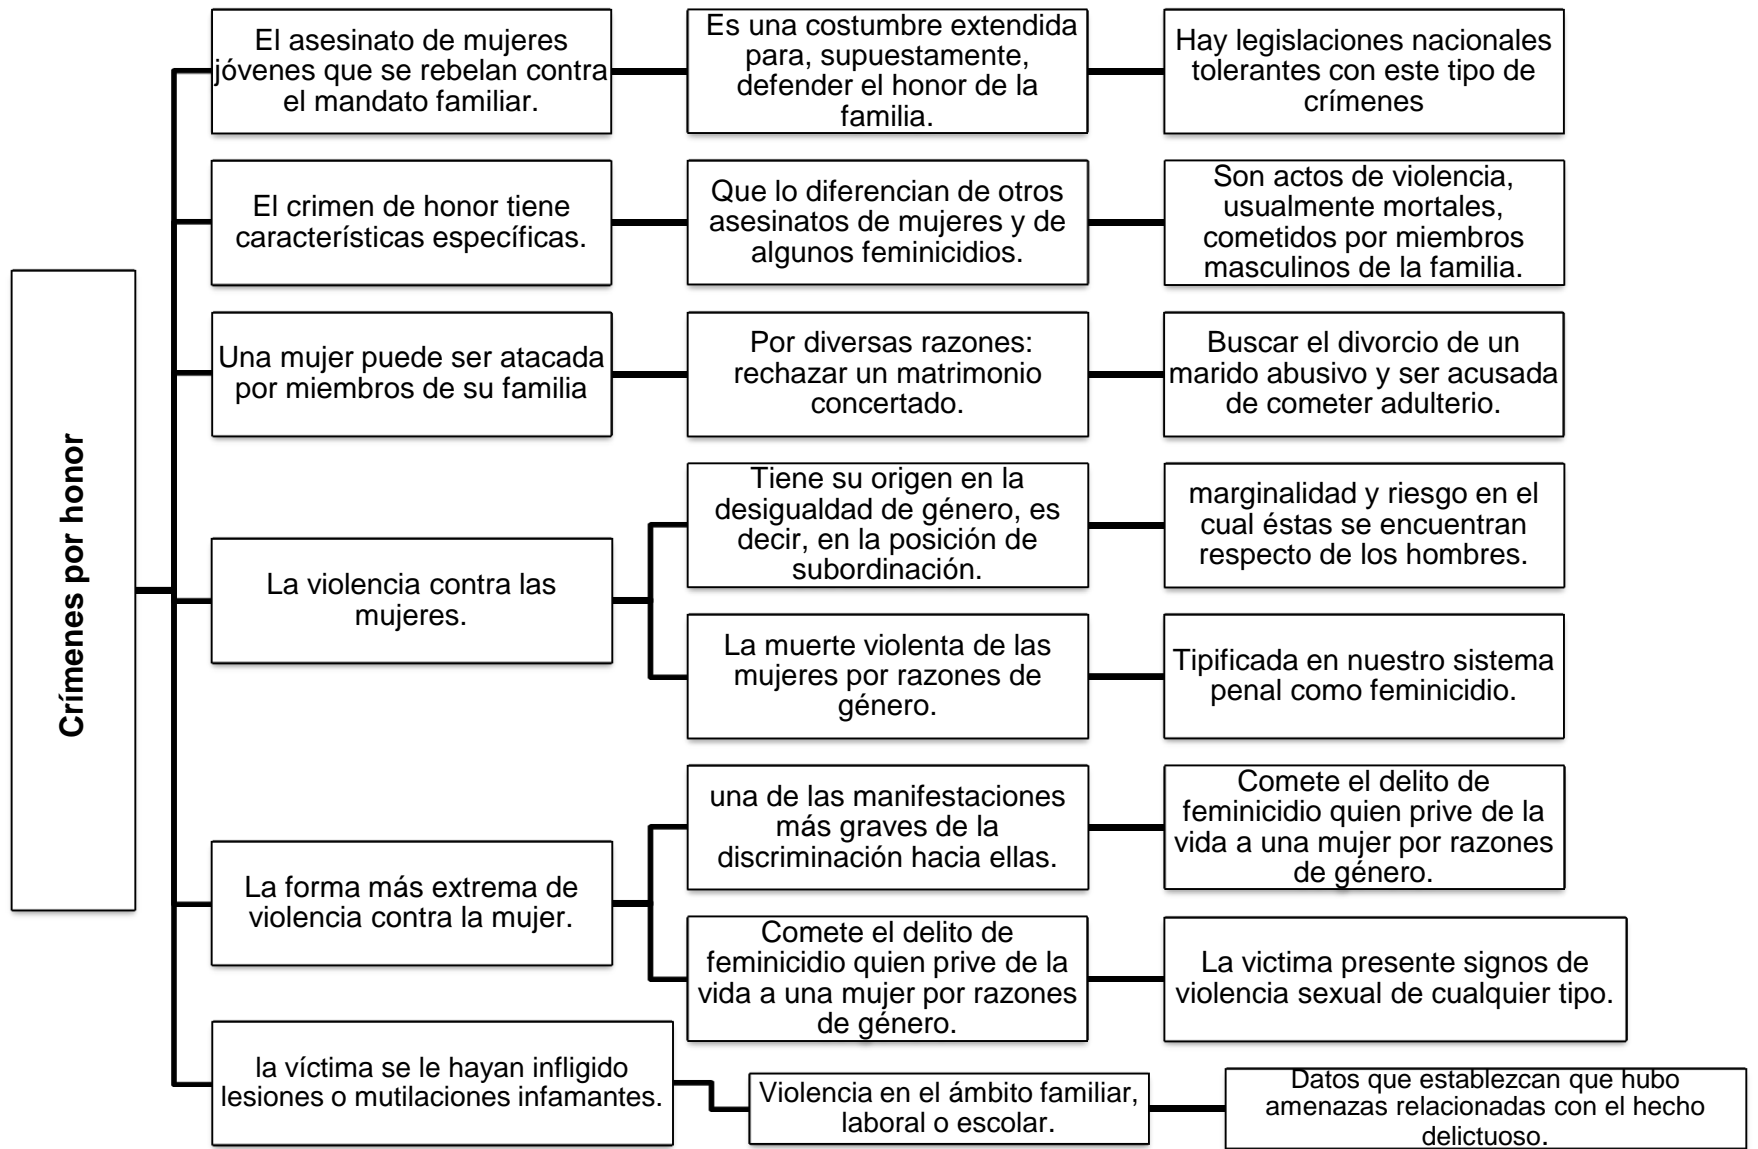 Crímenes por honor
El asesinato de mujeres
jóvenes que se rebelan contra
el mandato familiar.
Es una costumbre extendida
para, supuestamente,
defender el honor de la
familia.
Hay legislaciones nacionales
tolerantes con este tipo de
crímenes
El crimen de honor tiene
características específicas.
Que lo diferencian de otros
asesinatos de mujeres y de
algunos feminicidios.
Son actos de violencia,
usualmente mortales,
cometidos por miembros
masculinos de la familia.
Una mujer puede ser atacada
por miembros de su familia
Por diversas razones:
rechazar un matrimonio
concertado.
Buscar el divorcio de un
marido abusivo y ser acusada
de cometer adulterio.
La violencia contra las
mujeres.
Tiene su origen en la
desigualdad de género, es
decir, en la posición de
subordinación.
marginalidad y riesgo en el
cual éstas se encuentran
respecto de los hombres.
La muerte violenta de las
mujeres por razones de
género.
Tipificada en nuestro sistema
penal como feminicidio.
La forma más extrema de
violencia contra la mujer.
una de las manifestaciones
más graves de la
discriminación hacia ellas.
Comete el delito de
feminicidio quien prive de la
vida a una mujer por razones
de género.
Comete el delito de
feminicidio quien prive de la
vida a una mujer por razones
de género.
La victima presente signos de
violencia sexual de cualquier tipo.
la víctima se le hayan infligido
lesiones o mutilaciones infamantes.
Violencia en el ámbito familiar,
laboral o escolar.
Datos que establezcan que hubo
amenazas relacionadas con el hecho
delictuoso.